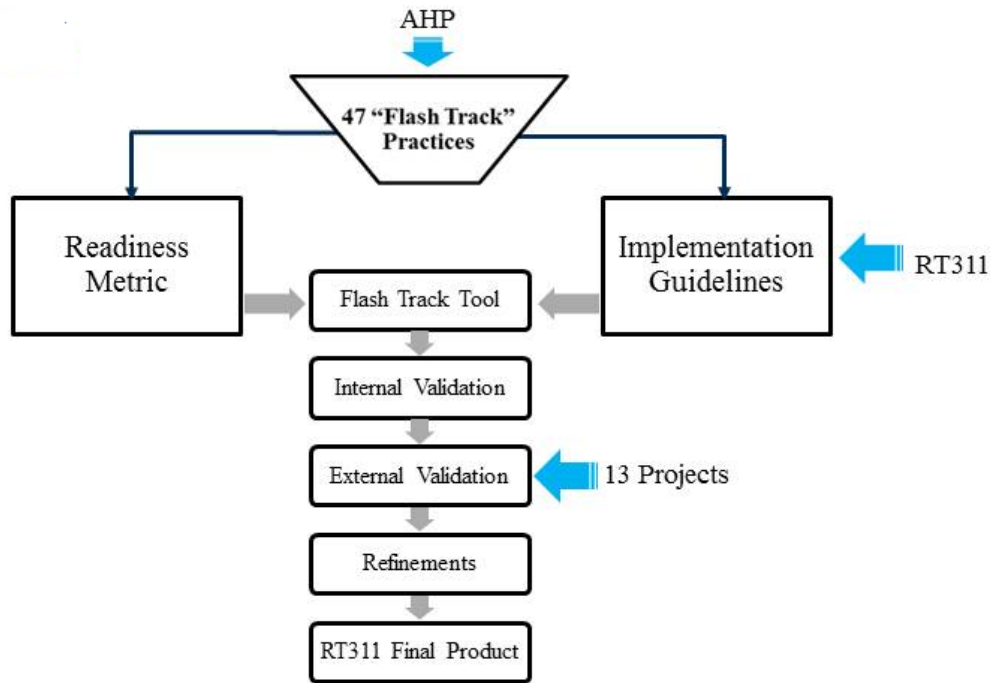 AHP
47 “Flash Track”
Practices
Readiness
Metric
Implementation
Guidelines
RT311
Flash Track Tool
Internal Validation
External Validation
13 Projects
Refinements
RT311 Final Product